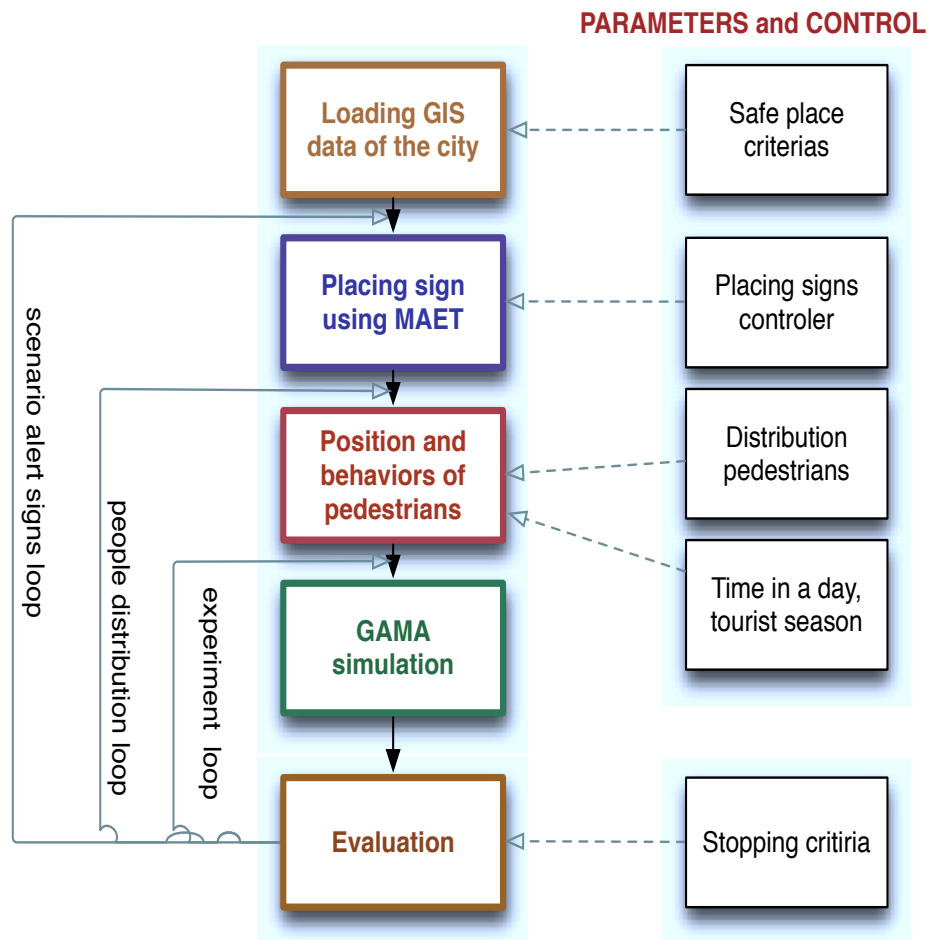 PARAMETERS and CONTROL
Loading GIS
data of the city
Safe place
criterias
Placing sign
using MAET
Placing signs
controler
Position and
behaviors of
pedestrians
Distribution
pedestrians
Time in a day,
tourist season
GAMA
simulation
Evaluation
Stopping critiria
scenario alert signs loop
people distribution loop
experiment loop